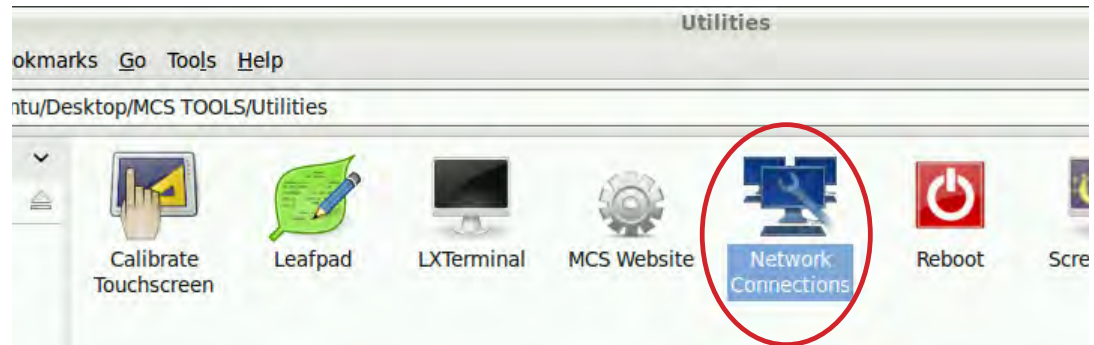 Utilities
okmarks Go Tools Help
ntu/Desktop/MCS TOOLS/Utilities
Calibrate Touchscreen
Leafpad
LXTerminal
MCS Website
Network Connections
Reboot
Scre